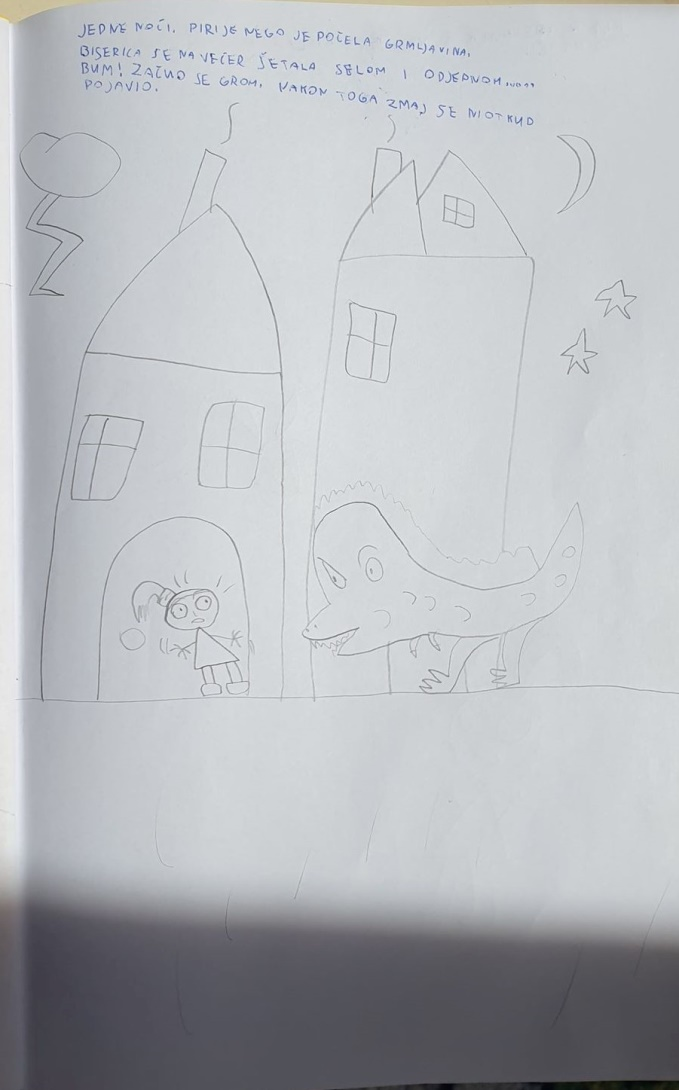 JEDNE NOĆI, PIRIJE NEGO JE POČELA GRMLJAVINA,
BISERICA SE NAVEČER ŠETALA SELOM I ODJEDNOM.......
BUM! ZAČUO SE GROM, NAKON TOGA ZMAJ SE NIOTKUD
POJAVIO.